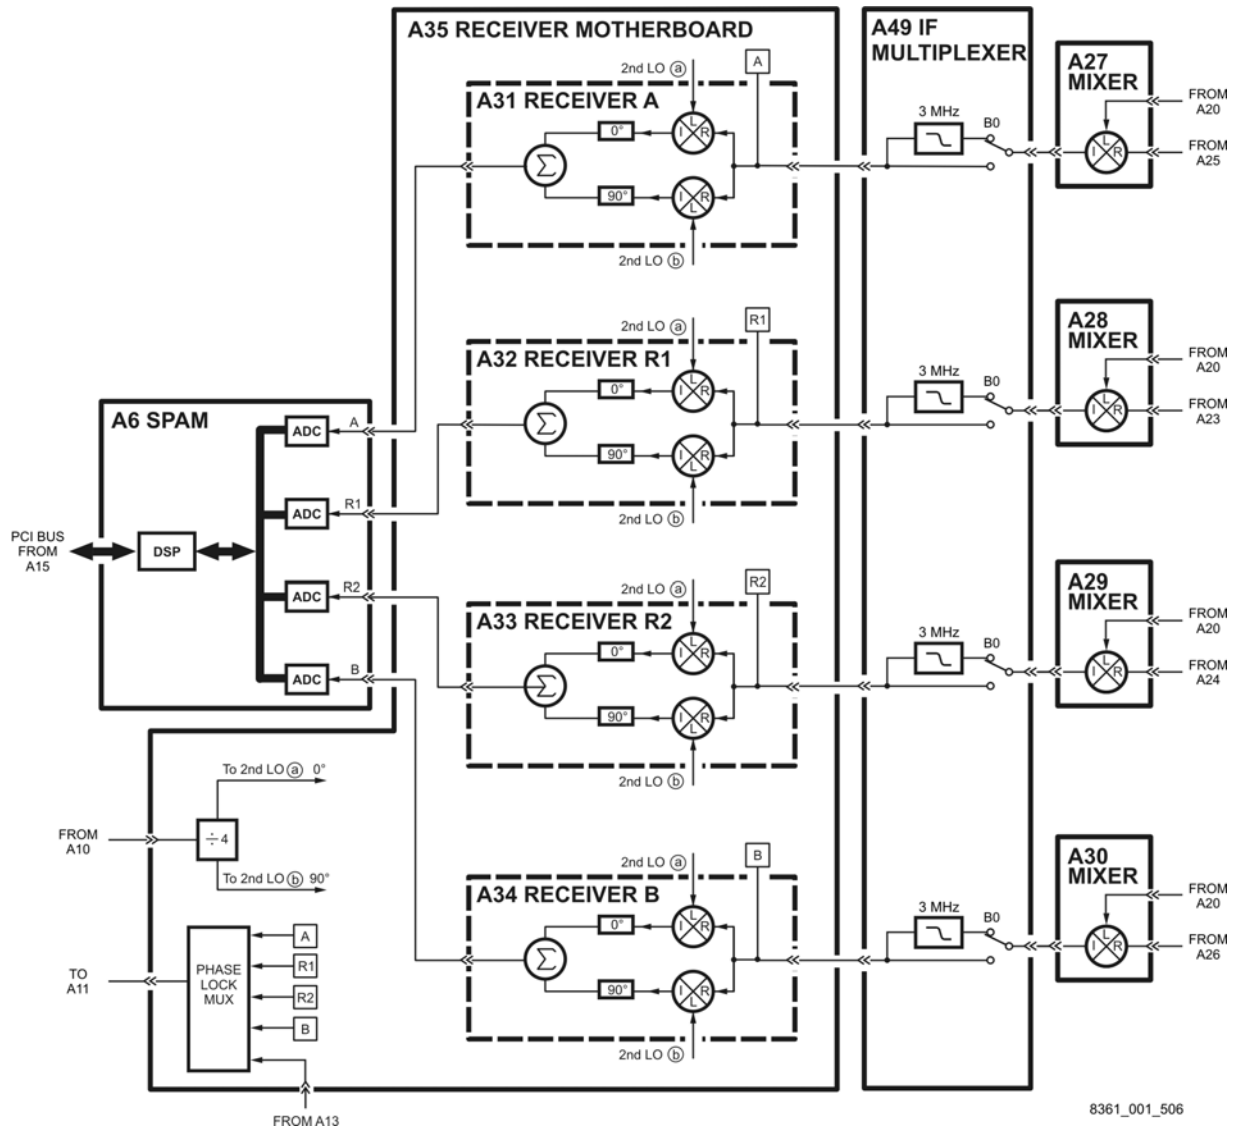 A35 RECEIVER MOTHERBOARD
A49 IF
MULTIPLEXER
A27
MIXER
2nd LO a
A
A31 RECEIVER A
FROM
A20
3 MHz
B0
0°
I L R
Σ
I L R
FROM
A25
90°
I L R
2nd LO b
2nd LO a
R1
A28
MIXER
A32 RECEIVER R1
FROM
A20
3 MHz
B0
0°
I L R
Σ
I L R
FROM
A23
90°
I L R
2nd LO b
A6 SPAM
ADC
A
ADC
R1
PCI BUS
FROM
A15
DSP
ADC
R2
ADC
B
2nd LO a
R2
A29
MIXER
A33 RECEIVER R2
FROM
A20
3 MHz
B0
0°
I L R
Σ
I L R
FROM
A24
90°
I L R
2nd LO b
To 2nd LO a 0°
FROM
A10
÷4
To 2nd LO b 90°
2nd LO a
B
A30
MIXER
A34 RECEIVER B
FROM
A20
3 MHz
B0
0°
I L R
Σ
I L R
FROM
A26
90°
I L R
2nd LO b
TO
A11
PHASE
LOCK
MUX
A
R1
R2
B
FROM A13
8361_001_506